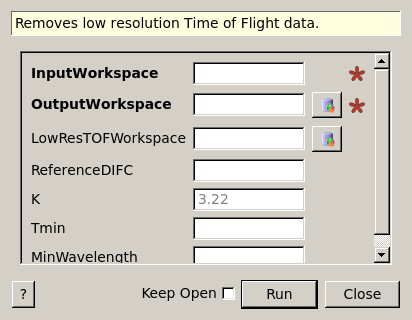 Removes low resolution Time of Flight data.
InputWorkspace
OutputWorkspace
LowResTOFWorkspace
ReferenceDIFC
K 3.22
Tmin
MinWavelength
? Keep Open Run Close